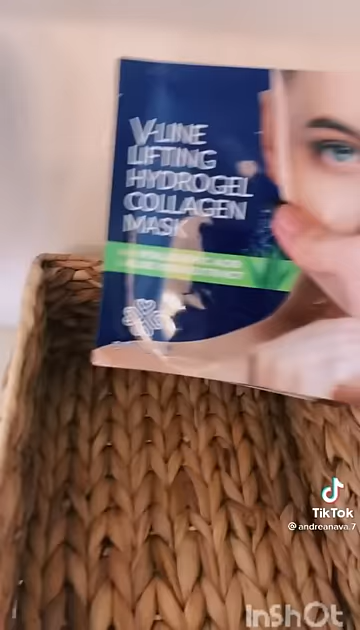 V-LINE
LIFTING
HYDROGEL
COLLAGEN
MASK
TikTok
@andreanava.7
InShOt